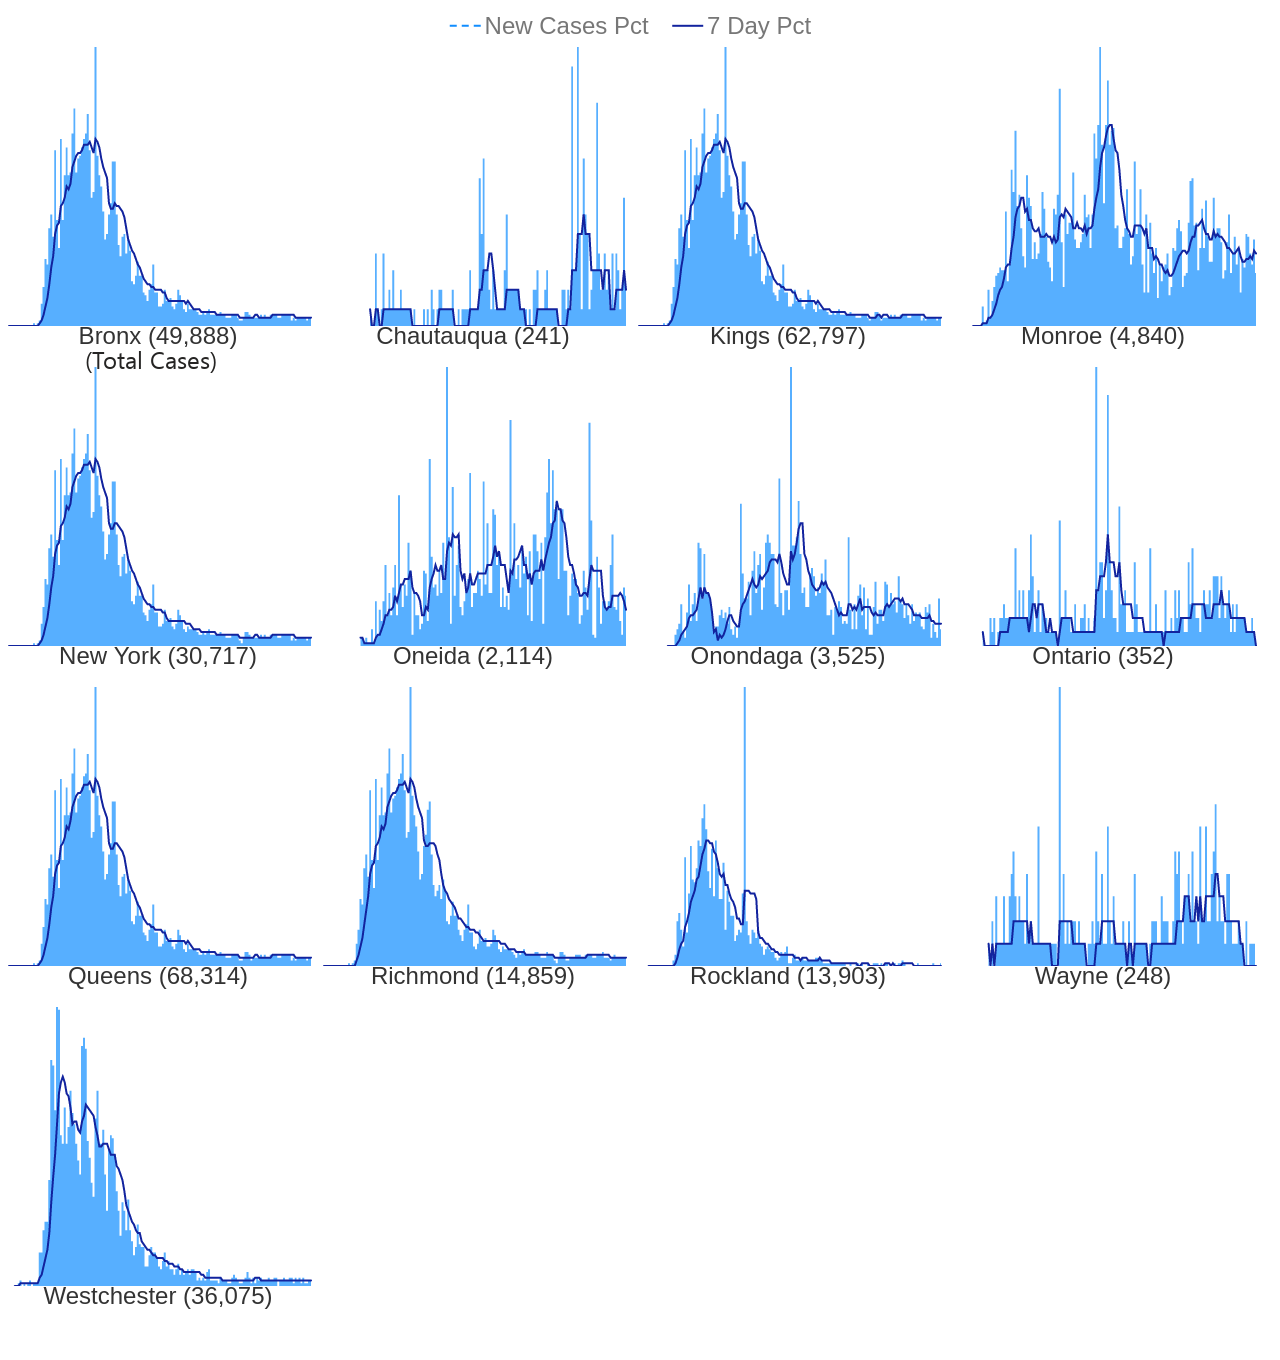 New Cases Pct 7 Day Pct
Bronx (49,888) Chautauqua (241) Kings (62,797) Monroe (4,840)
(Total Cases)
New York (30,717) Oneida (2,114) Onondaga (3,525) Ontario (352)
Queens (68,314) Richmond (14,859) Rockland (13,903) Wayne (248)
Westchester (36,075)